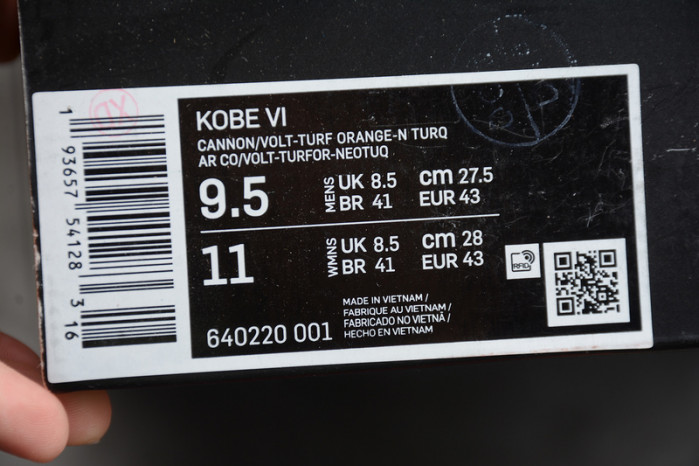 KOBE VI
CANNON/VOLT-TURF ORANGE-N TURQ
AR CO/VOLT-TURFOR-NEOTUQ
9.5 MENS UK 8.5 cm 27.5
BR 41 EUR 43
11 WMNS UK 8.5 cm 28
BR 41 EUR 43
640220 001
MADE IN VIETNAM /
FABRIQUE AU VIETNAM /
FABRICADO NO VIETNÃ /
HECHO EN VIETNAM
RFID
1 93657 54128 3 16